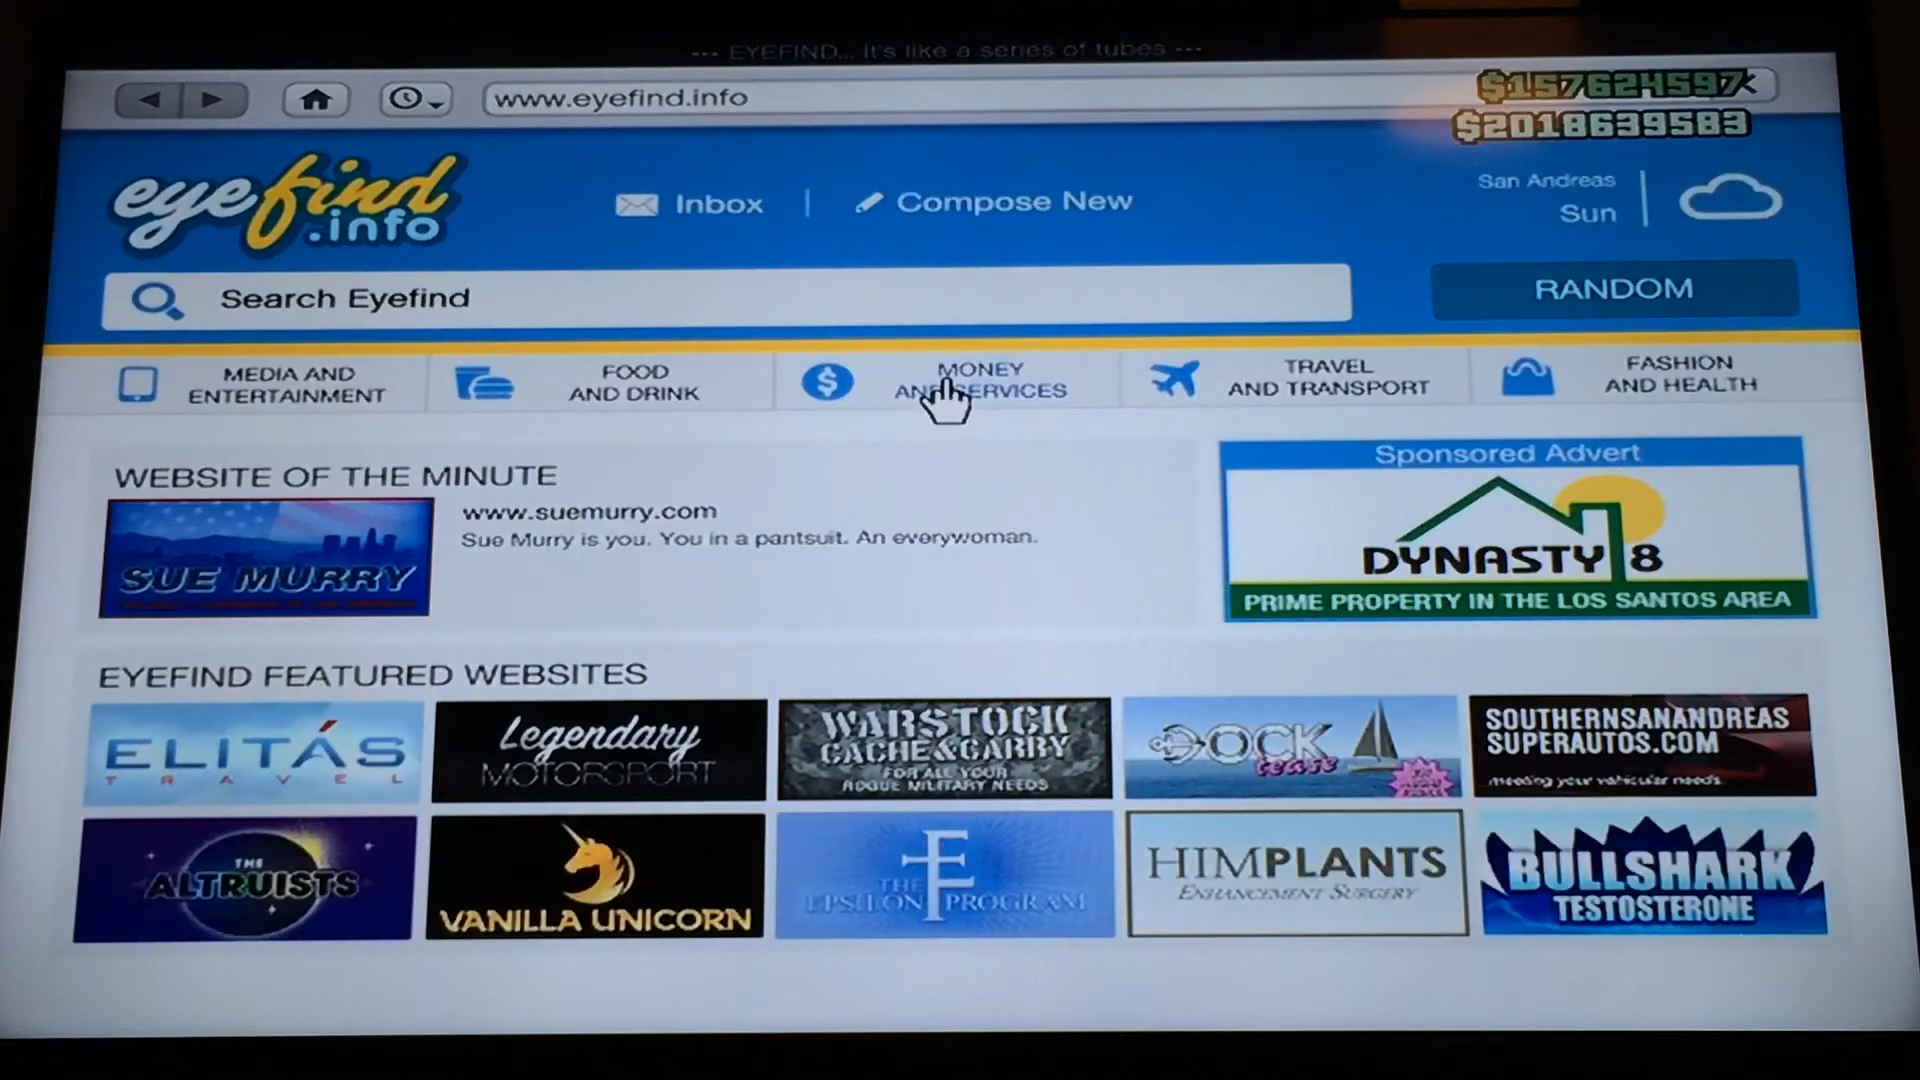 --- EYEFIND... It's like a series of tubes ---
www.eyefind.info
$157624597
$2018639583
eyefind
.info
Inbox
Compose New
San Andreas
Sun
Search Eyefind
RANDOM
MEDIA AND
ENTERTAINMENT
FOOD
AND DRINK
MONEY
AND SERVICES
TRAVEL
AND TRANSPORT
FASHION
AND HEALTH
WEBSITE OF THE MINUTE
SUE MURRY
www.suemurry.com
Sue Murry is you. You in a pantsuit. An everywoman.
Sponsored Advert
DYNASTY 8
PRIME PROPERTY IN THE LOS SANTOS AREA
EYEFIND FEATURED WEBSITES
ELITÁS
TRAVEL
Legendary
MOTORSPORT
WARSTOCK
CACHE & CARRY
FOR ALL YOUR
ROGUE MILITARY NEEDS
DOCK
tease
SOUTHERNSANANDREAS
SUPERAUTOS.COM
meeting your vehicular needs.
THE
ALTRUISTS
VANILLA UNICORN
THE
EPSILON PROGRAM
HIMPLANTS
ENHANCEMENT SURGERY
BULLSHARK
TESTOSTERONE